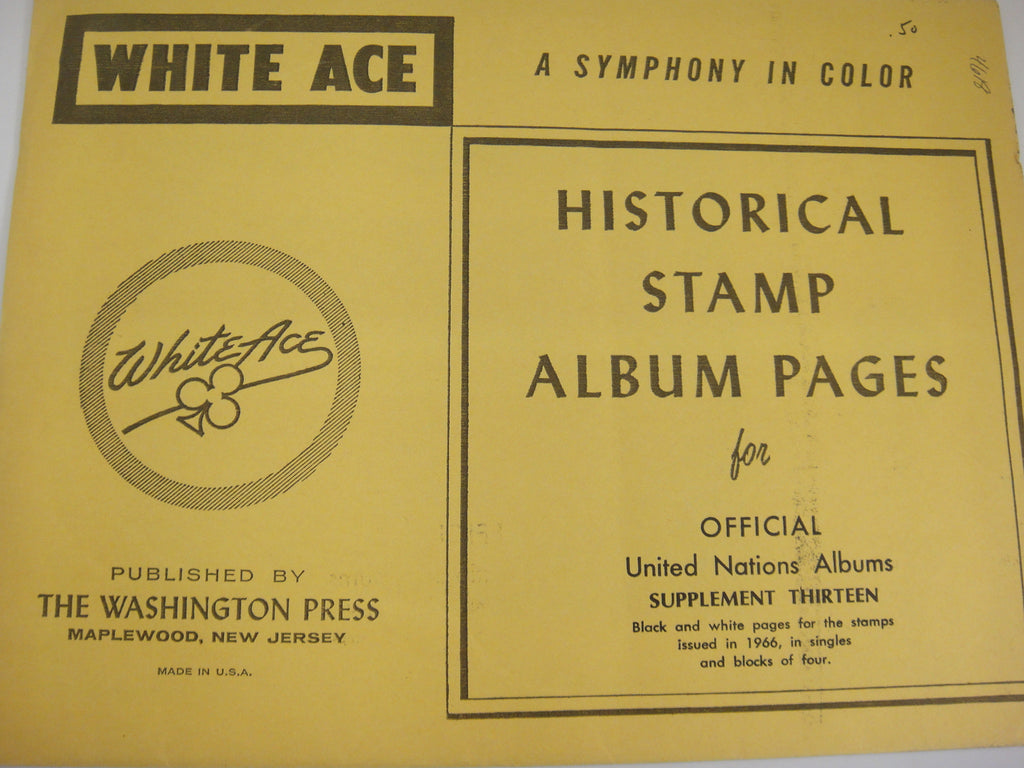 WHITE ACE
A SYMPHONY IN COLOR
.50
White Ace
PUBLISHED BY
THE WASHINGTON PRESS
MAPLEWOOD, NEW JERSEY
MADE IN U.S.A.
HISTORICAL
STAMP
ALBUM PAGES
for
OFFICIAL
United Nations Albums
SUPPLEMENT THIRTEEN
Black and white pages for the stamps
issued in 1966, in singles
and blocks of four.